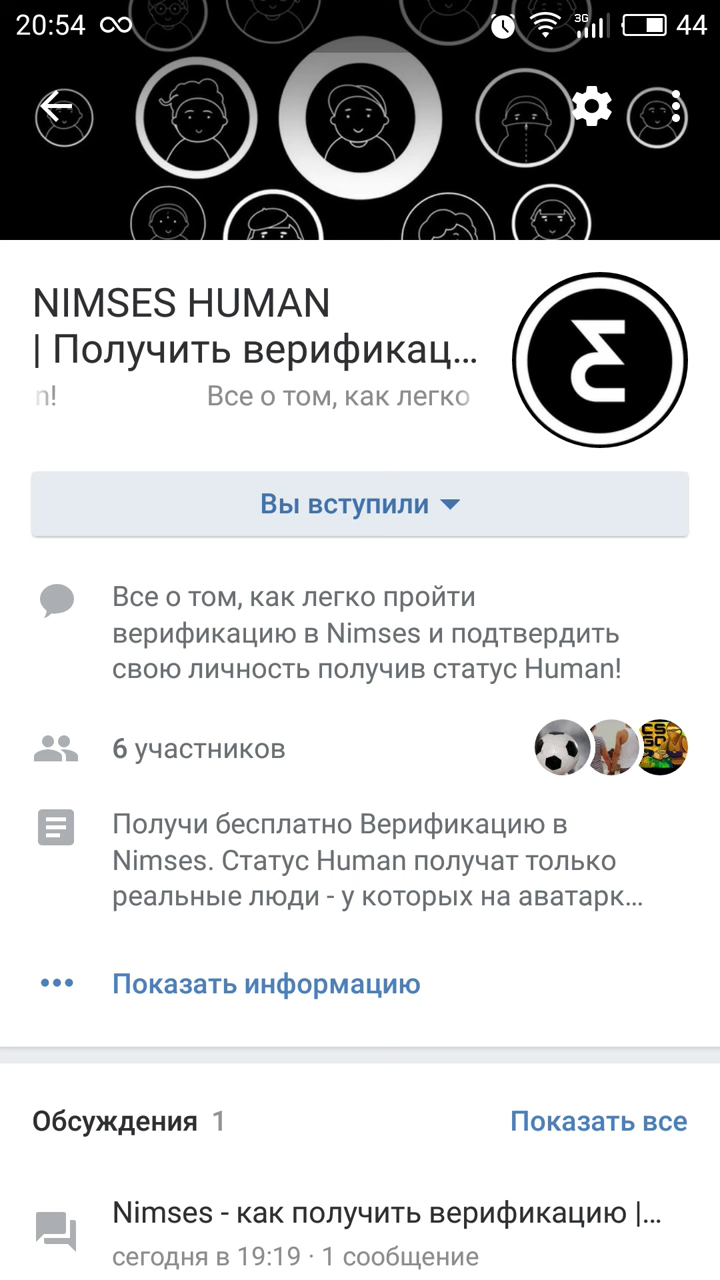 20:54 3G 44
NIMSES HUMAN
| Получить верификац...
n! Все о том, как легко
Вы вступили
Все о том, как легко пройти
верификацию в Nimses и подтвердить
свою личность получив статус Human!
6 участников
Получи бесплатно Верификацию в
Nimses. Статус Human получат только
реальные люди - у которых на аватарк...
Показать информацию
Обсуждения 1 Показать все
Nimses - как получить верификацию |...
сегодня в 19:19 · 1 сообщение